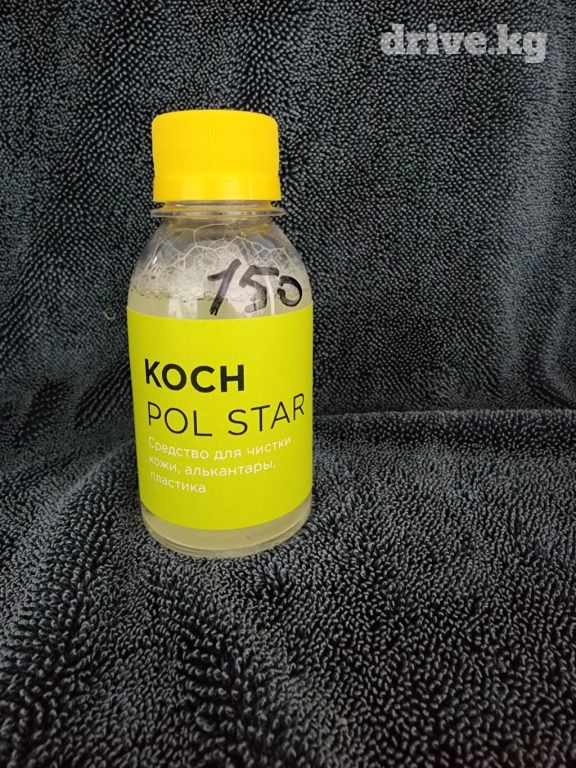 drive.kg
150
KOCH
POL STAR
Средство для чистки
кожи, алькантары,
пластика